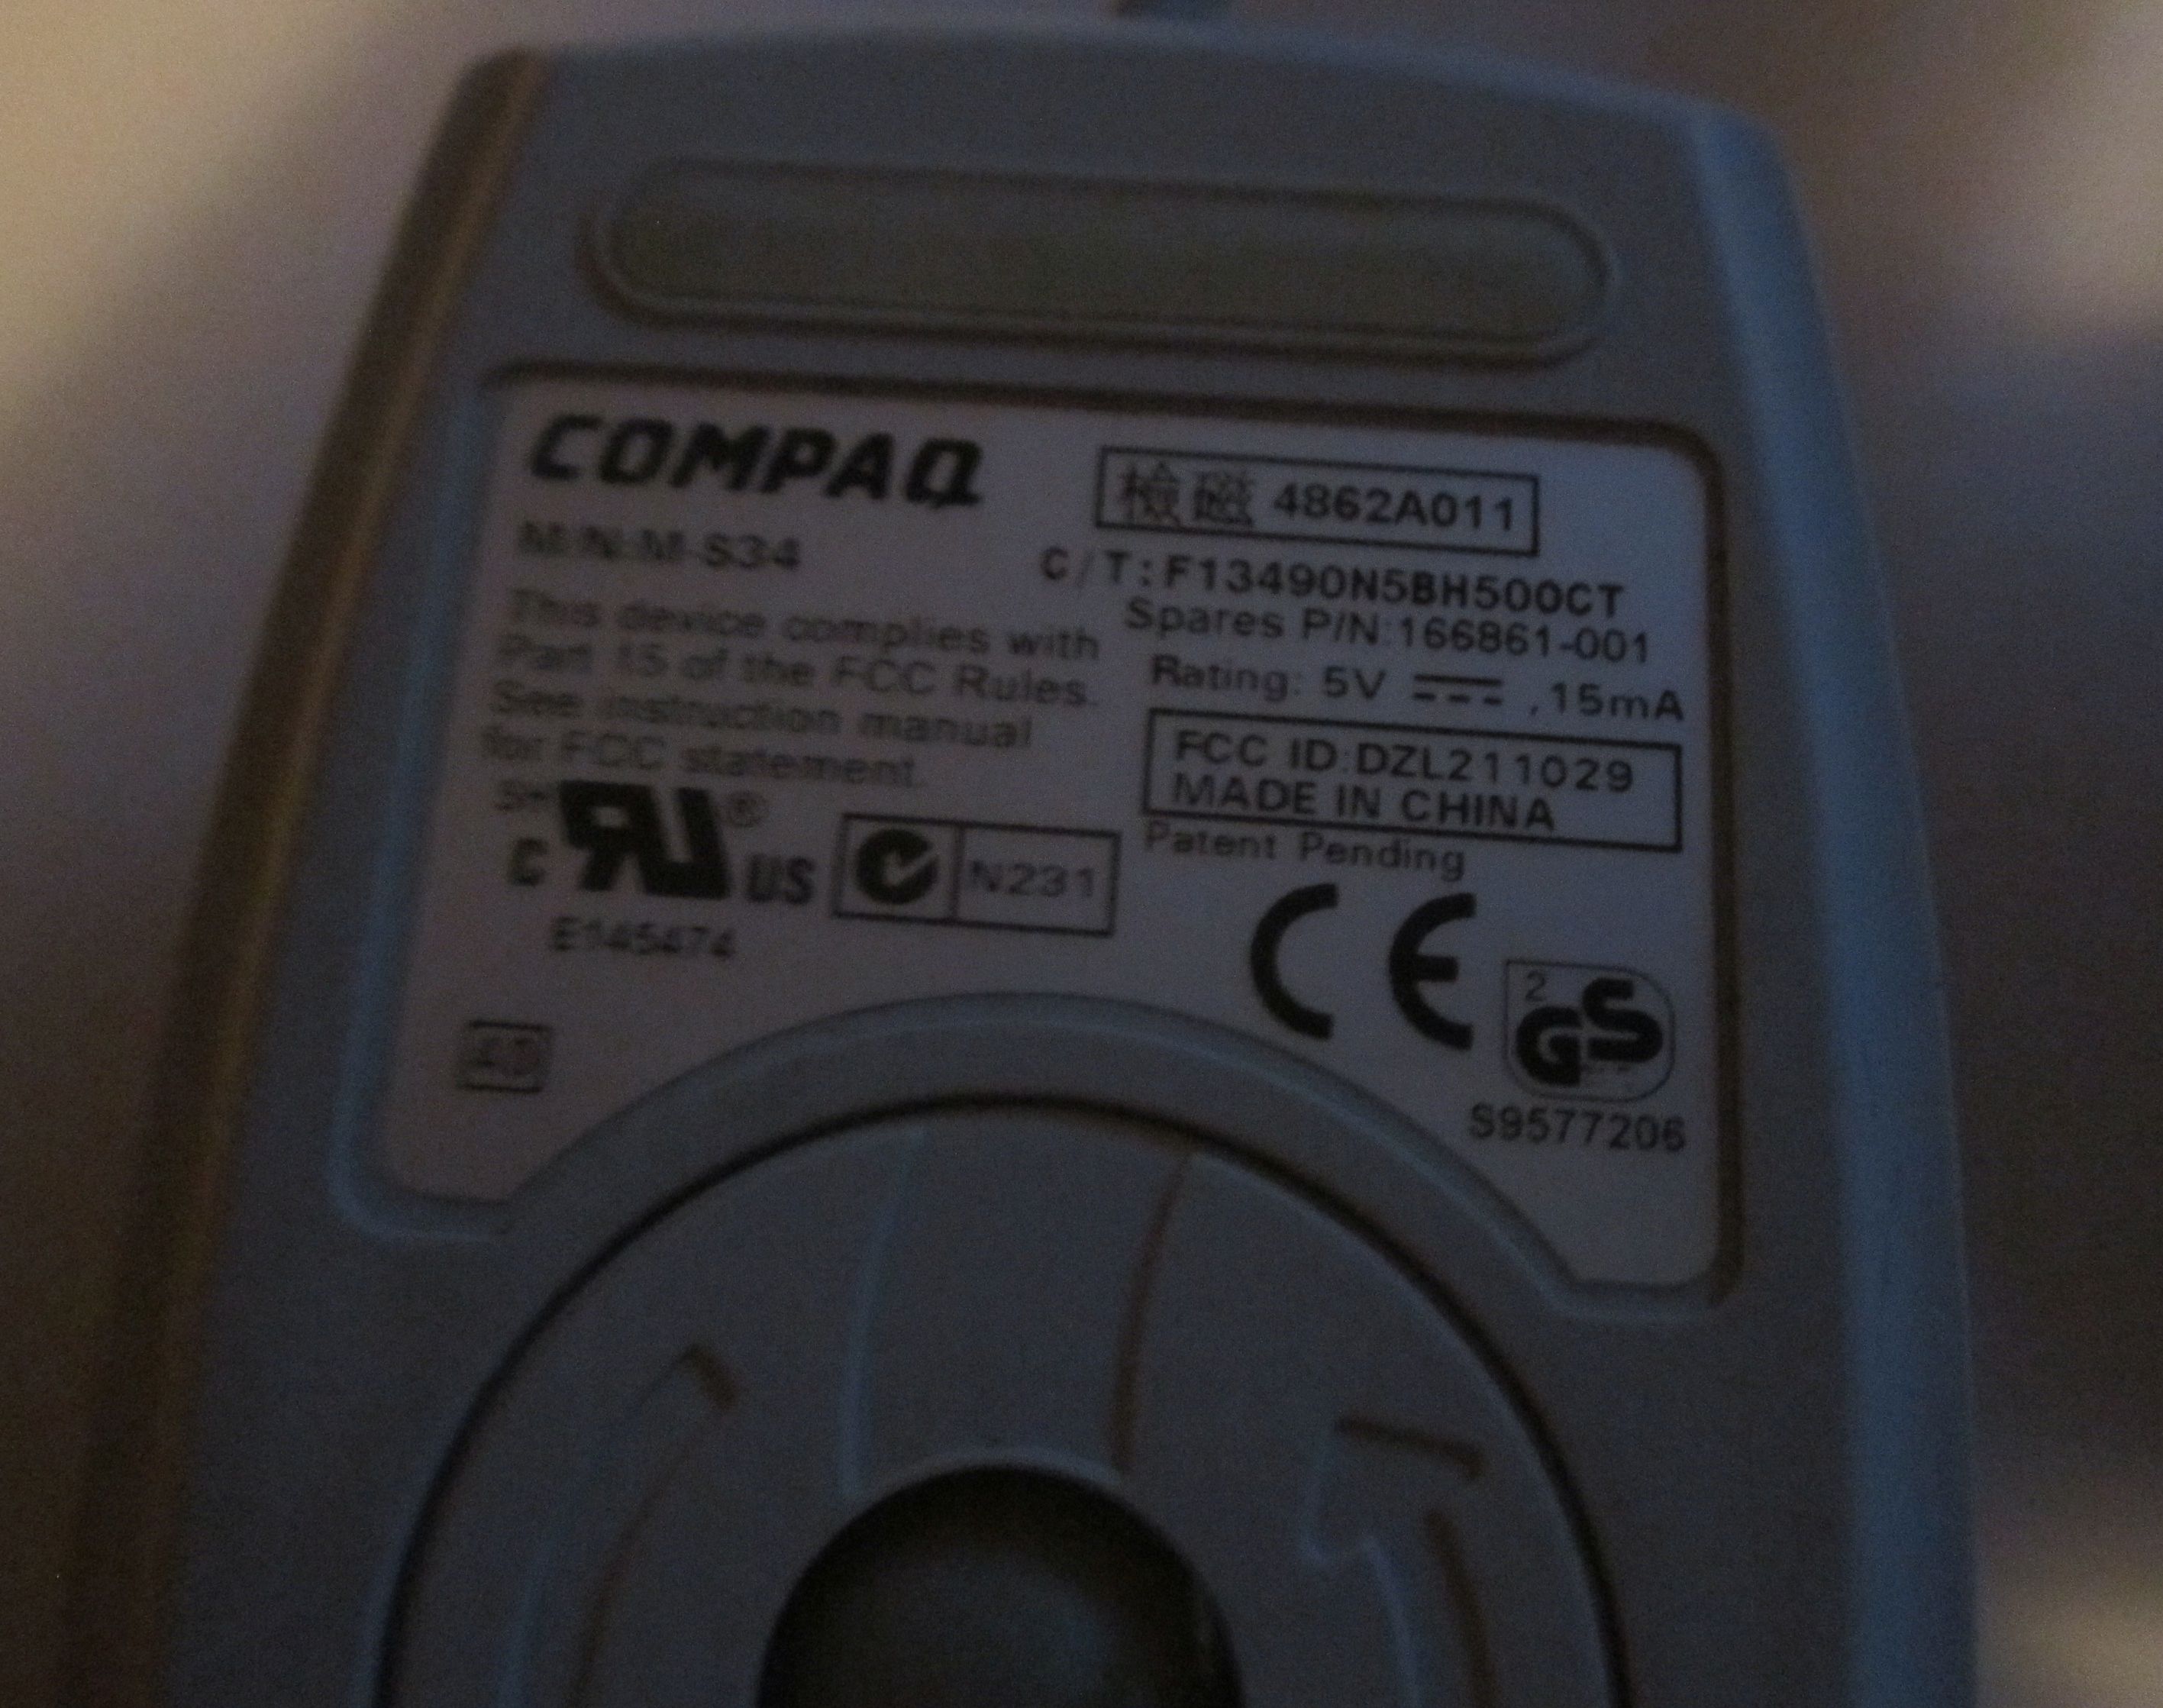 COMPAQ
檢磁 4862A011
M/N:M-S34
C/T:F13490N5BH500CT
Spares P/N:166861-001
Rating: 5V ⎓ ,15mA
This device complies with
Part 15 of the FCC Rules.
See instruction manual
for FCC statement.
FCC ID:DZL211029
MADE IN CHINA
Patent Pending
C RU ® US
N231
E145474
CE
2
GS
S9577206